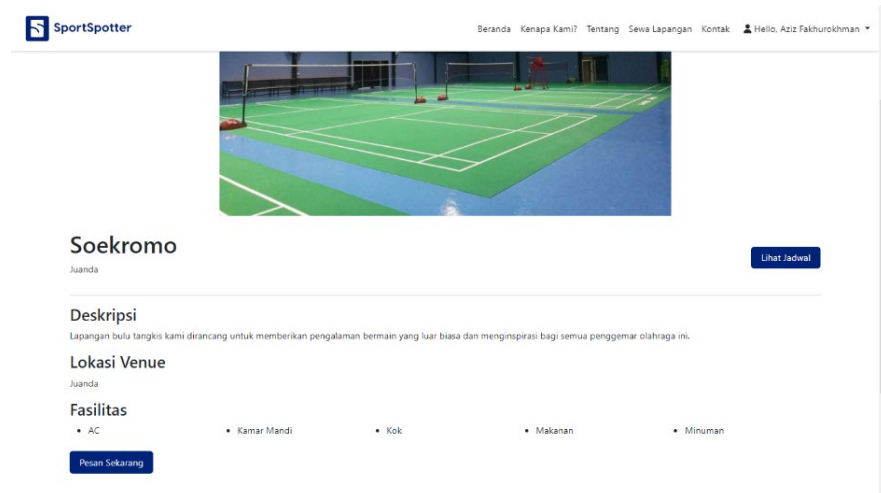 SportSpotter
Beranda Kenapa Kami? Tentang Sewa Lapangan Kontak Hello, Aziz Fakhurokhman
Soekromo
Juanda
Lihat Jadwal
Deskripsi
Lapangan bulu tangkis kami dirancang untuk memberikan pengalaman bermain yang luar biasa dan menginspirasi bagi semua penggemar olahraga ini.
Lokasi Venue
Juanda
Fasilitas
• AC • Kamar Mandi • Kok • Makanan • Minuman
Pesan Sekarang